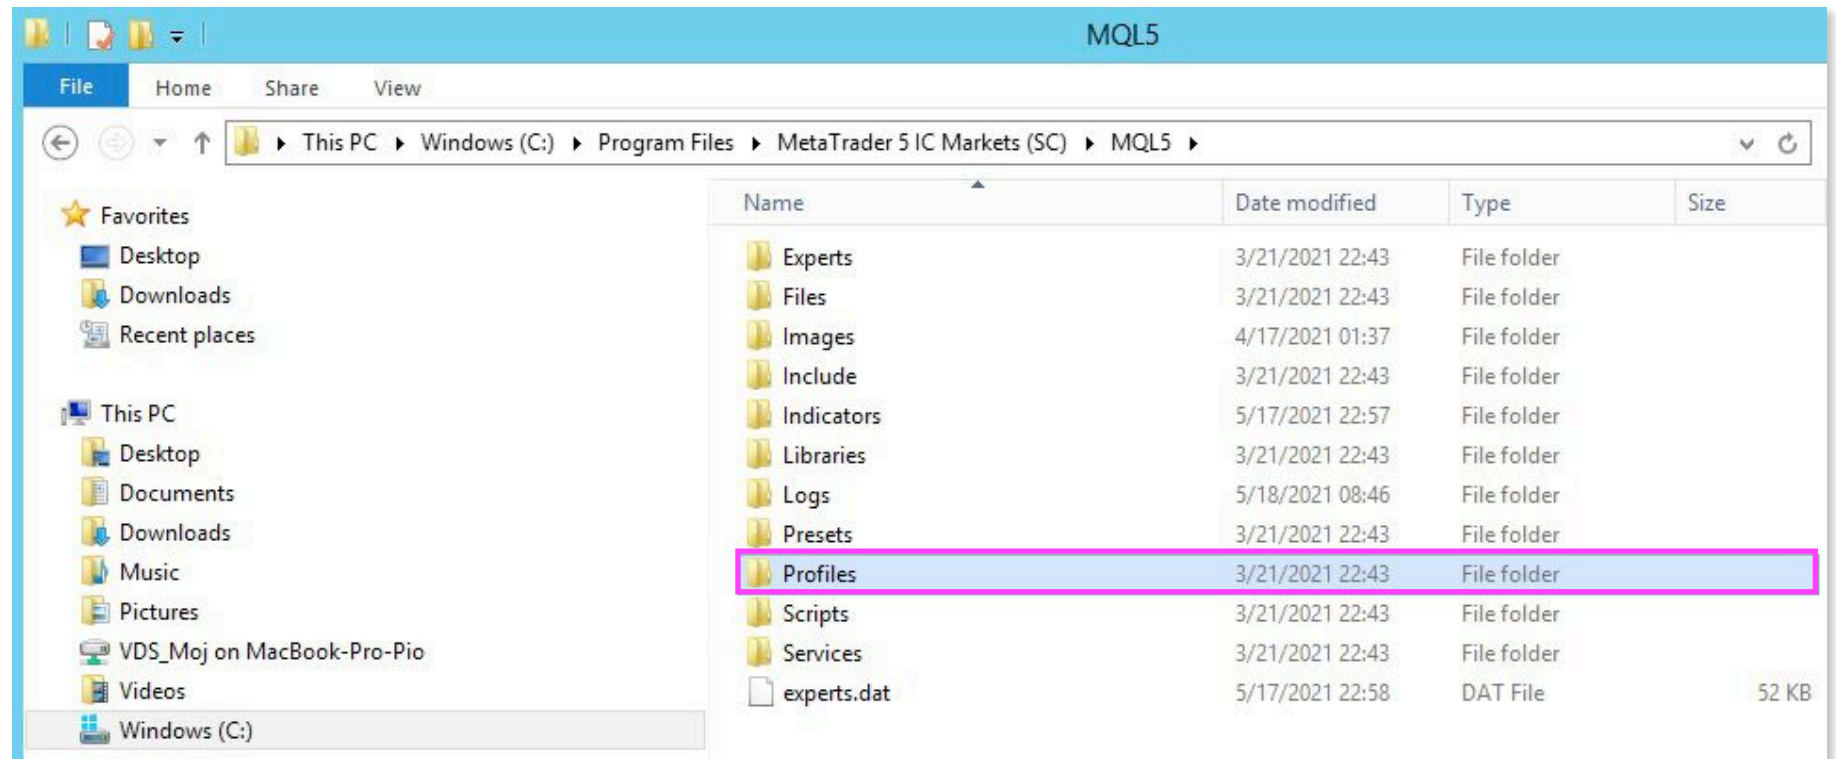 MQL5
File Home Share View
This PC Windows (C:) Program Files MetaTrader 5 IC Markets (SC) MQL5
Favorites
Desktop
Downloads
Recent places
This PC
Desktop
Documents
Downloads
Music
Pictures
VDS_Moj on MacBook-Pro-Pio
Videos
Windows (C:)
Name Date modified Type Size
Experts 3/21/2021 22:43 File folder
Files 3/21/2021 22:43 File folder
Images 4/17/2021 01:37 File folder
Include 3/21/2021 22:43 File folder
Indicators 5/17/2021 22:57 File folder
Libraries 3/21/2021 22:43 File folder
Logs 5/18/2021 08:46 File folder
Presets 3/21/2021 22:43 File folder
Profiles 3/21/2021 22:43 File folder
Scripts 3/21/2021 22:43 File folder
Services 3/21/2021 22:43 File folder
experts.dat 5/17/2021 22:58 DAT File 52 KB